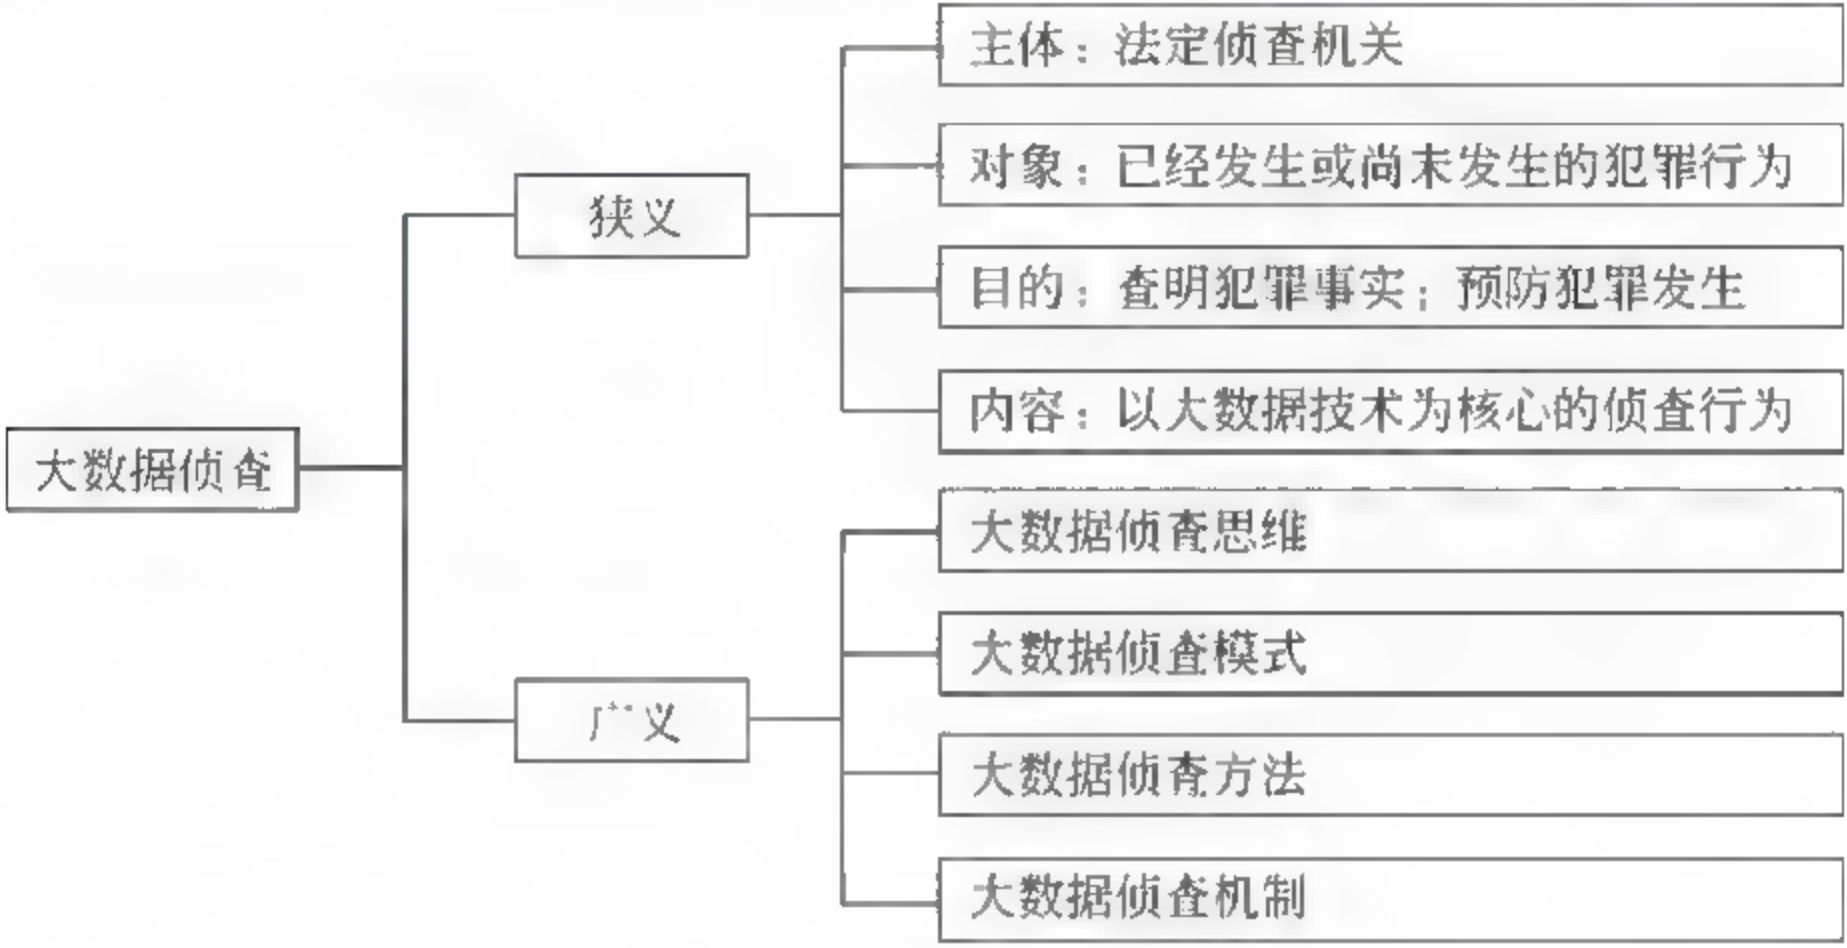 大数据侦查
狭义
主体：法定侦查机关
对象：已经发生或尚未发生的犯罪行为
目的：查明犯罪事实；预防犯罪发生
内容：以大数据技术为核心的侦查行为
广义
大数据侦查思维
大数据侦查模式
大数据侦查方法
大数据侦查机制